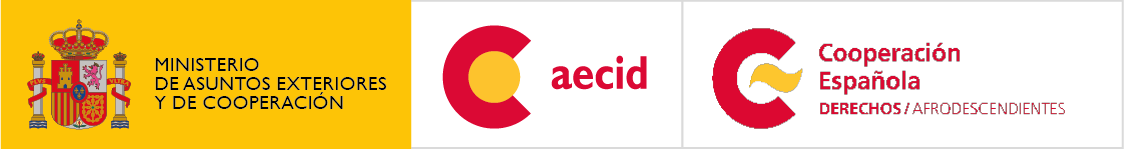 MINISTERIO
DE ASUNTOS EXTERIORES
Y DE COOPERACIÓN
aecid
Cooperación
Española
DERECHOS / AFRODESCENDIENTES